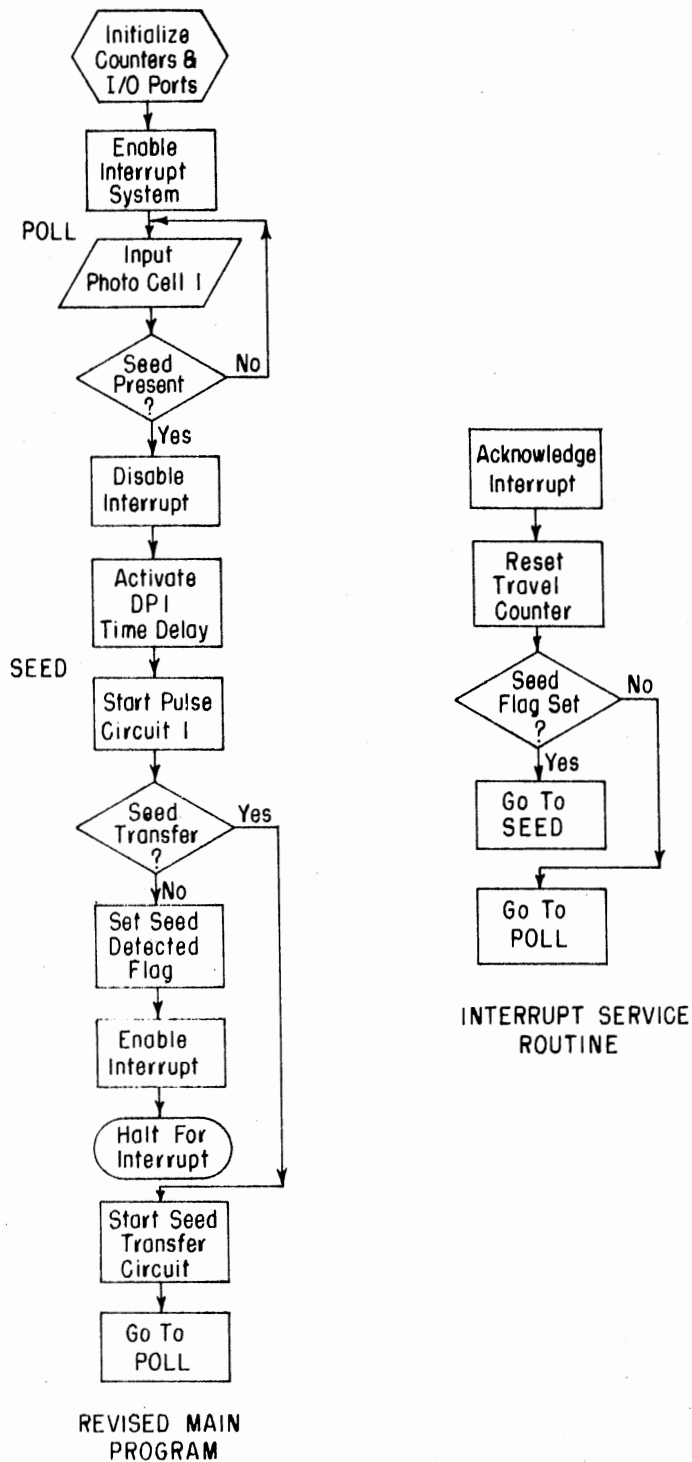 Initialize
Counters &
I/O Ports
Enable
Interrupt
System
POLL
Input
Photo Cell 1
Seed
Present
?
No
Yes
Disable
Interrupt
Activate
DP1
Time Delay
SEED
Start Pulse
Circuit 1
Seed
Transfer
?
Yes
No
Set Seed
Detected
Flag
Enable
Interrupt
Halt For
Interrupt
Start Seed
Transfer
Circuit
Go To
POLL
REVISED MAIN
PROGRAM
Acknowledge
Interrupt
Reset
Travel
Counter
Seed
Flag Set
?
No
Yes
Go To
SEED
Go To
POLL
INTERRUPT SERVICE
ROUTINE